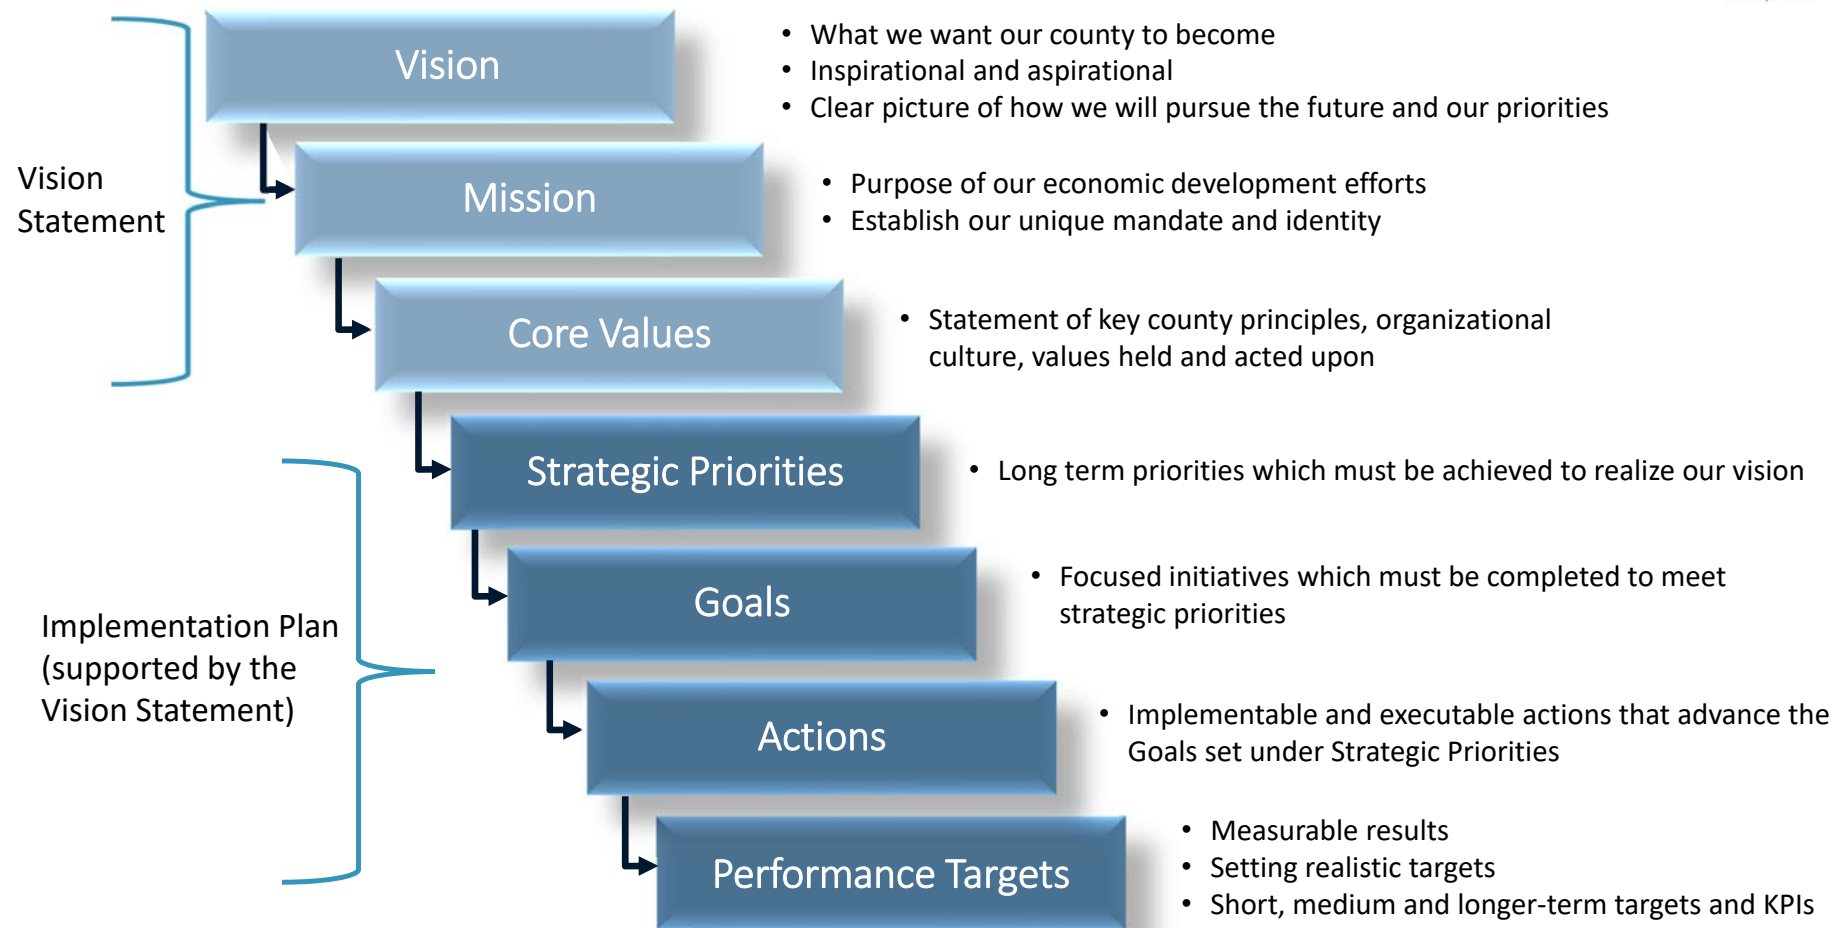 Vision
• What we want our county to become
• Inspirational and aspirational
• Clear picture of how we will pursue the future and our priorities
Vision
Statement
Mission
• Purpose of our economic development efforts
• Establish our unique mandate and identity
Core Values
• Statement of key county principles, organizational
culture, values held and acted upon
Strategic Priorities
• Long term priorities which must be achieved to realize our vision
Goals
• Focused initiatives which must be completed to meet
strategic priorities
Implementation Plan
(supported by the
Vision Statement)
Actions
• Implementable and executable actions that advance the
Goals set under Strategic Priorities
Performance Targets
• Measurable results
• Setting realistic targets
• Short, medium and longer-term targets and KPIs